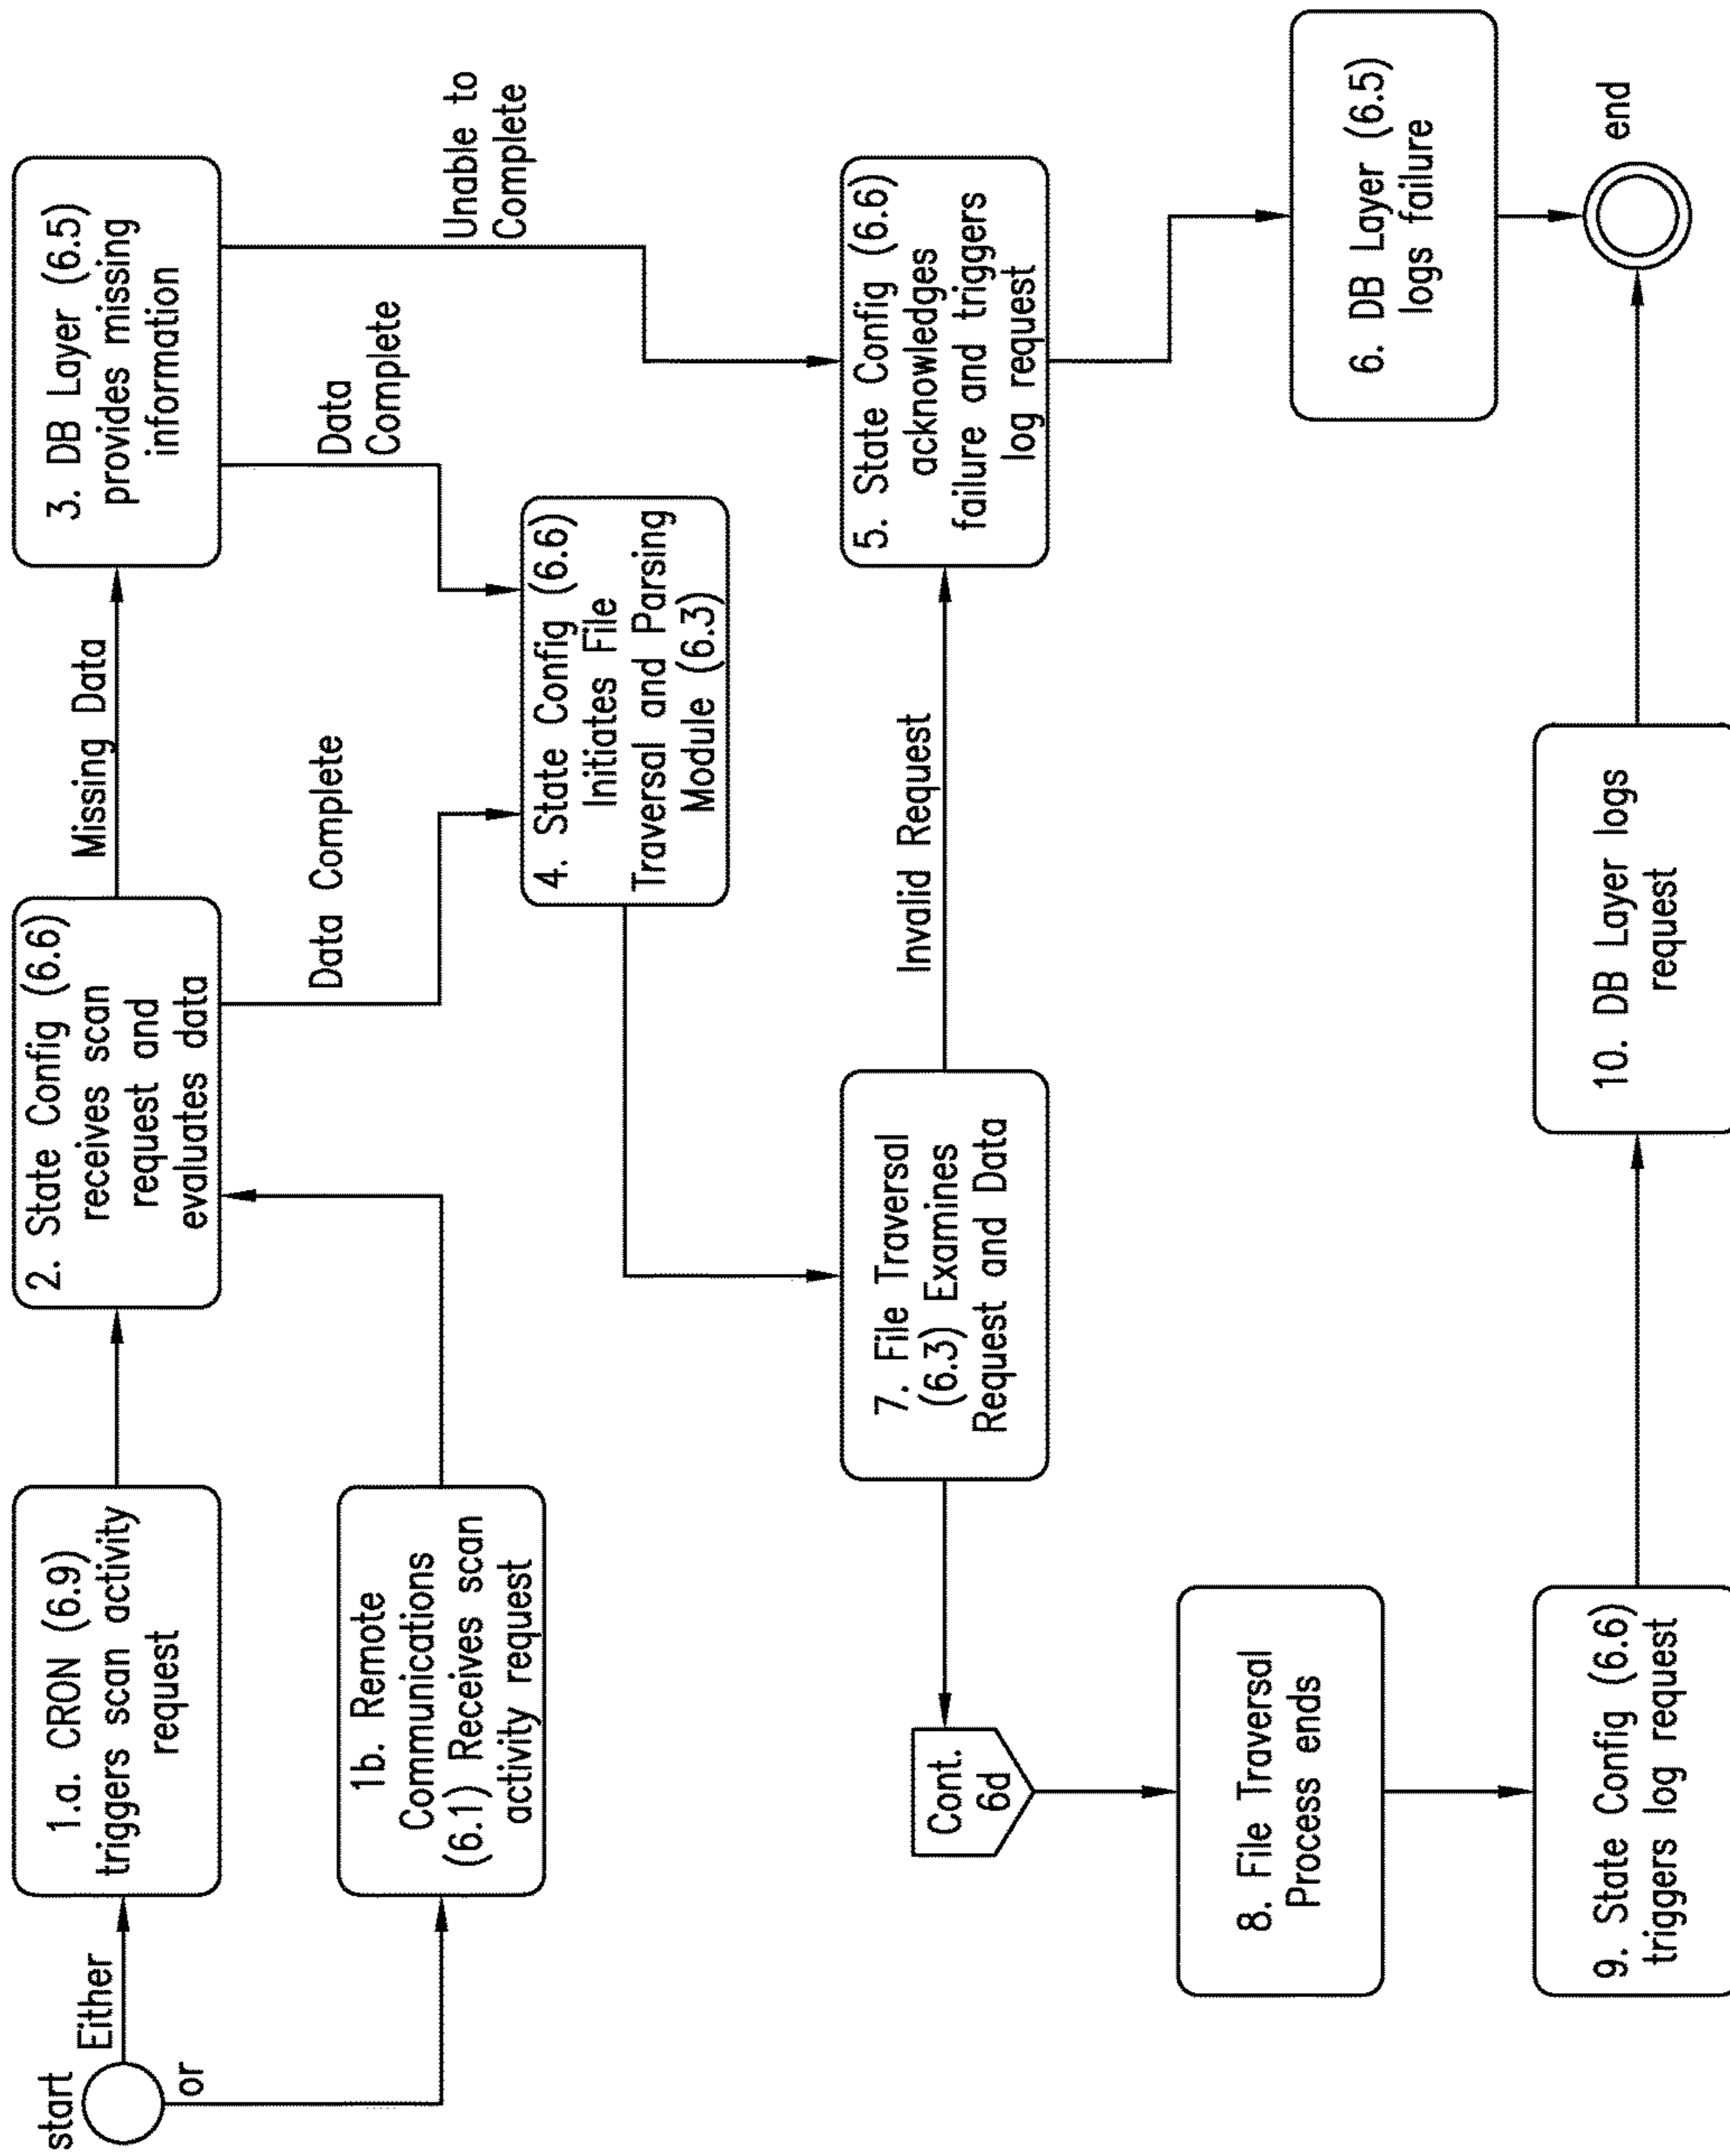 start
Either
or
1.a. CRON (6.9)
triggers scan activity
request
1b. Remote
Communications
(6.1) Receives scan
activity request
2. State Config (6.6)
receives scan
request and
evaluates data
Missing Data
Data Complete
3. DB Layer (6.5)
provides missing
information
Data
Complete
Unable to
Complete
4. State Config (6.6)
Initiates File
Traversal and Parsing
Module (6.3)
7. File Traversal
(6.3) Examines
Request and Data
Invalid Request
5. State Config (6.6)
acknowledges
failure and triggers
log request
6. DB Layer (6.5)
logs failure
Cont.
6d
8. File Traversal
Process ends
9. State Config (6.6)
triggers log request
10. DB Layer logs
request
end